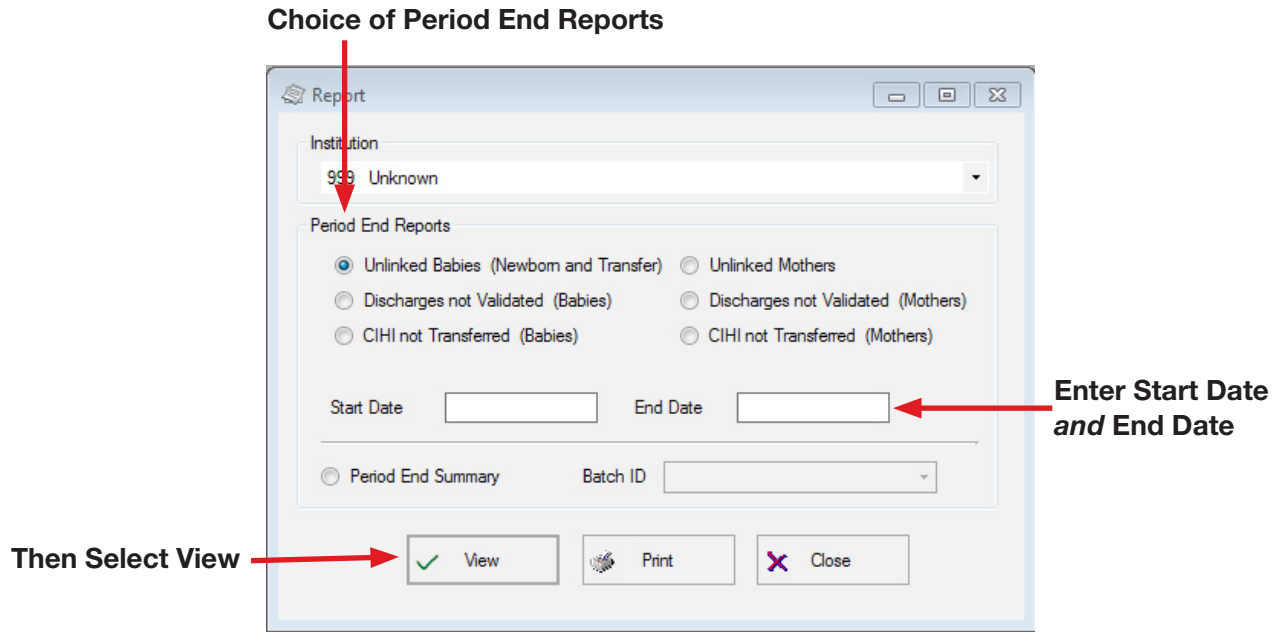 Choice of Period End Reports
Report
Institution
999 Unknown
Period End Reports
Unlinked Babies (Newborn and Transfer) Unlinked Mothers
Discharges not Validated (Babies) Discharges not Validated (Mothers)
CIHI not Transferred (Babies) CIHI not Transferred (Mothers)
Start Date End Date
Enter Start Date
and End Date
Period End Summary Batch ID
Then Select View
View Print Close